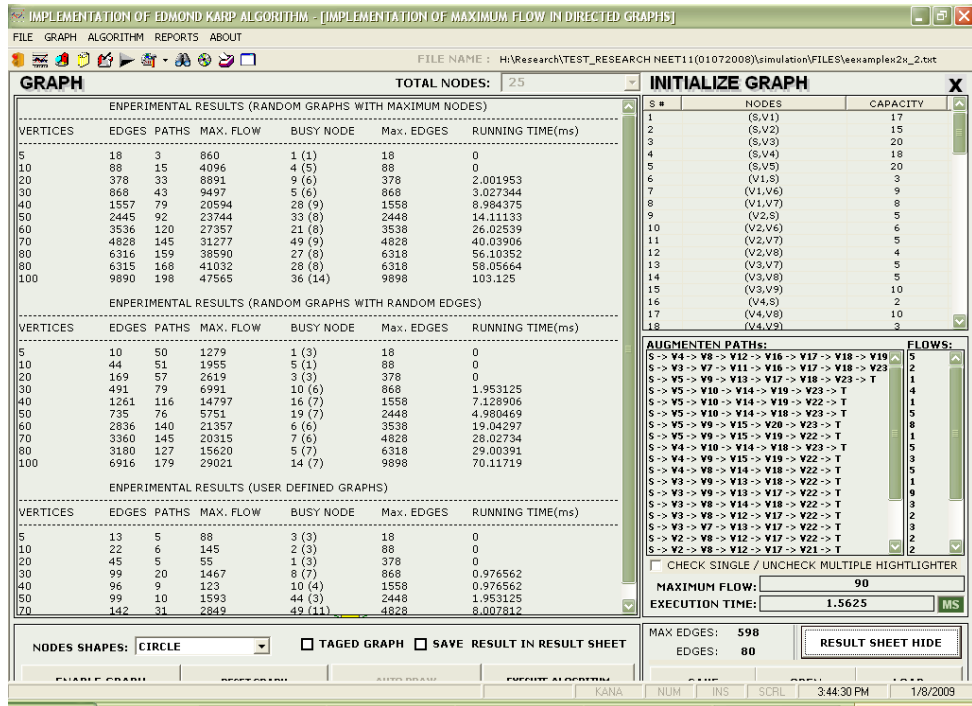 IMPLEMENTATION OF EDMOND KARP ALGORITHM - [IMPLEMENTATION OF MAXIMUM FLOW IN DIRECTED GRAPHS]
FILE GRAPH ALGORITHM REPORTS ABOUT
FILE NAME : H:\Research\TEST_RESEARCH NEET11(01072008)\simulation\FILES\eexamplex2x_2.txt
GRAPH TOTAL NODES: 25
ENPERIMENTAL RESULTS (RANDOM GRAPHS WITH MAXIMUM NODES)
VERTICES EDGES PATHS MAX. FLOW BUSY NODE Max. EDGES RUNNING TIME(ms)
5 18 3 860 1 (1) 18 0
10 88 15 4096 4 (5) 88 0
20 378 33 8891 9 (6) 378 2.001953
30 868 43 9497 5 (6) 868 3.027344
40 1557 79 20594 28 (9) 1558 8.984375
50 2445 92 23744 33 (8) 2448 14.11133
60 3536 120 27357 21 (8) 3538 26.02539
70 4828 145 31277 49 (9) 4828 40.03906
80 6316 159 38590 27 (8) 6318 56.10352
80 6315 168 41032 28 (8) 6318 58.05664
100 9890 198 47565 36 (14) 9898 103.125
ENPERIMENTAL RESULTS (RANDOM GRAPHS WITH RANDOM EDGES)
VERTICES EDGES PATHS MAX. FLOW BUSY NODE Max. EDGES RUNNING TIME(ms)
5 10 50 1279 1 (3) 18 0
10 44 51 1955 5 (1) 88 0
20 169 57 2619 3 (3) 378 0
30 491 79 6991 10 (6) 868 1.953125
40 1261 116 14797 16 (7) 1558 7.128906
50 735 76 5751 19 (7) 2448 4.980469
60 2836 140 21357 6 (6) 3538 19.04297
70 3360 145 20315 7 (6) 4828 28.02734
80 3180 127 15620 5 (7) 6318 29.00391
100 6916 179 29021 14 (7) 9898 70.11719
ENPERIMENTAL RESULTS (USER DEFINED GRAPHS)
VERTICES EDGES PATHS MAX. FLOW BUSY NODE Max. EDGES RUNNING TIME(ms)
5 13 5 88 3 (3) 18 0
10 22 6 145 2 (3) 88 0
20 45 5 55 1 (3) 378 0
30 99 20 1467 8 (7) 868 0.976562
40 96 9 123 10 (4) 1558 0.976562
50 99 10 1593 44 (3) 2448 1.953125
70 142 31 2849 49 (11) 4828 8.007812
NODES SHAPES: CIRCLE TAGED GRAPH SAVE RESULT IN RESULT SHEET
ENABLE GRAPH RESET GRAPH AUTO DRAW EXECUTE ALOGRITHM
INITIALIZE GRAPH X
S # NODES CAPACITY
1 (S,V1) 17
2 (S,V2) 15
3 (S,V3) 20
4 (S,V4) 18
5 (S,V5) 20
6 (V1,S) 3
7 (V1,V6) 9
8 (V1,V7) 8
9 (V2,S) 5
10 (V2,V6) 6
11 (V2,V7) 5
12 (V2,V8) 4
13 (V3,V7) 5
14 (V3,V8) 5
15 (V3,V9) 10
16 (V4,S) 2
17 (V4,V8) 10
18 (V4,V9) 3
AUGMENTEN PATHs: FLOWS:
S -> V4 -> V8 -> V12 -> V16 -> V17 -> V18 -> V19 5
S -> V3 -> V7 -> V11 -> V16 -> V17 -> V18 -> V23 2
S -> V5 -> V9 -> V13 -> V17 -> V18 -> V23 -> T 1
S -> V5 -> V10 -> V14 -> V19 -> V23 -> T 4
S -> V5 -> V10 -> V14 -> V19 -> V22 -> T 1
S -> V5 -> V10 -> V14 -> V18 -> V23 -> T 5
S -> V5 -> V9 -> V15 -> V20 -> V23 -> T 8
S -> V5 -> V9 -> V15 -> V19 -> V22 -> T 1
S -> V4 -> V10 -> V14 -> V18 -> V23 -> T 5
S -> V4 -> V9 -> V15 -> V19 -> V22 -> T 3
S -> V4 -> V8 -> V14 -> V18 -> V22 -> T 5
S -> V3 -> V9 -> V13 -> V18 -> V22 -> T 1
S -> V3 -> V9 -> V13 -> V17 -> V22 -> T 9
S -> V3 -> V8 -> V14 -> V18 -> V22 -> T 3
S -> V3 -> V8 -> V12 -> V17 -> V22 -> T 2
S -> V3 -> V7 -> V13 -> V17 -> V22 -> T 3
S -> V2 -> V8 -> V12 -> V17 -> V22 -> T 2
S -> V2 -> V8 -> V12 -> V17 -> V21 -> T 2
CHECK SINGLE / UNCHECK MULTIPLE HIGHTLIGHTER
MAXIMUM FLOW: 90
EXECUTION TIME: 1.5625 MS
MAX EDGES: 598
EDGES: 80
RESULT SHEET HIDE
SAVE OPEN LOAD
KANA NUM INS SCRL 3:44:30 PM 1/8/2009